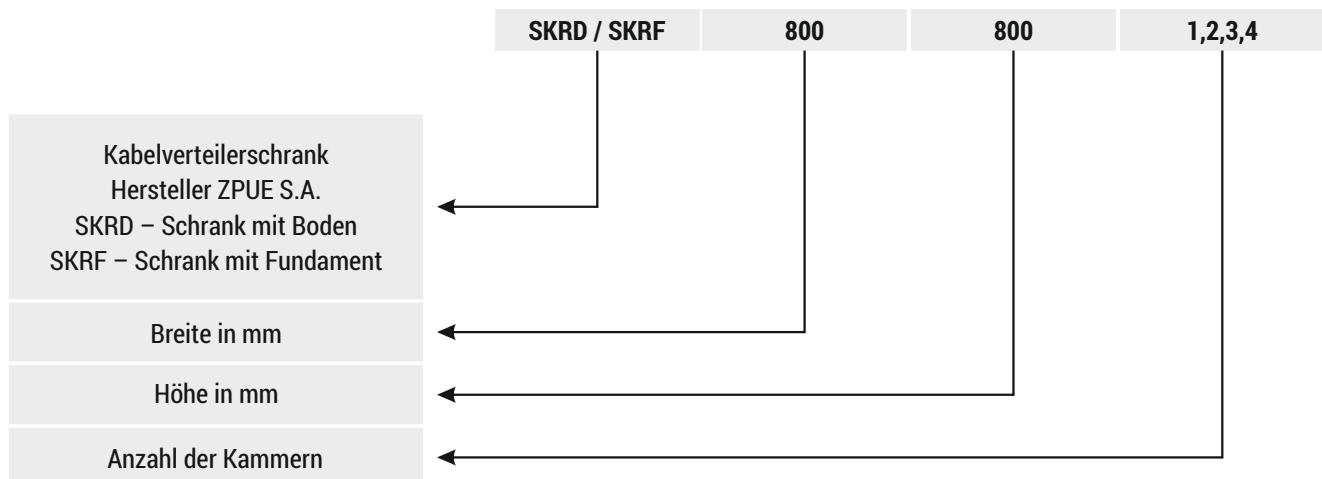 SKRD / SKRF 800 800 1,2,3,4
Kabelverteilerschrank
Hersteller ZPUE S.A.
SKRD – Schrank mit Boden
SKRF – Schrank mit Fundament
Breite in mm
Höhe in mm
Anzahl der Kammern